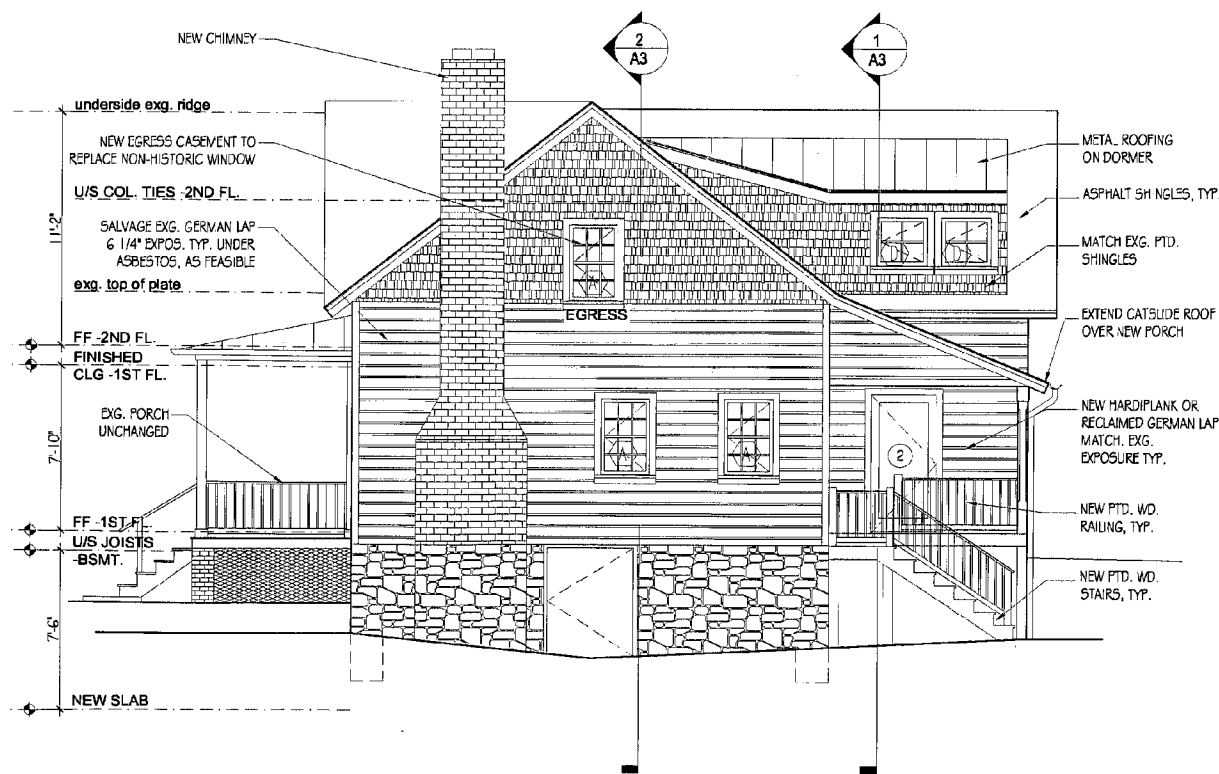 NEW CHIMNEY
2
A3
1
A3
underside exg. ridge
NEW EGRESS CASEMENT TO
REPLACE NON-HISTORIC WINDOW
METAL ROOFING
ON DORMER
U/S COL. TIES -2ND FL.
ASPHALT SHINGLES, TYP.
11'-2"
SALVAGE EXG. GERMAN LAP
6 1/4" EXPOS. TYP. UNDER
ASBESTOS, AS FEASIBLE
MATCH EXG. PTD.
SHINGLES
exg. top of plate
A
EGRESS
EXTEND CATSLIDE ROOF
OVER NEW PORCH
FF -2ND FL.
FINISHED
CLG -1ST FL.
EXG. PORCH
UNCHANGED
7'-10"
A
A
2
NEW HARDIPLANK OR
RECLAIMED GERMAN LAP
MATCH. EXG.
EXPOSURE TYP.
NEW PTD. WD.
RAILING, TYP.
FF -1ST FL.
U/S JOISTS
-BSMT.
NEW PTD. WD.
STAIRS, TYP.
7'-6"
NEW SLAB